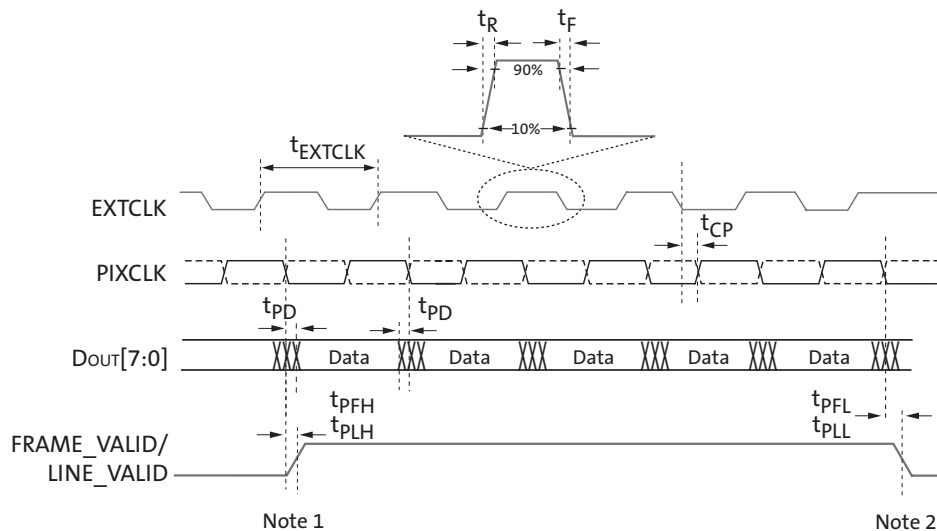 tR
tF
90%
10%
tEXTCLK
EXTCLK
tCP
PIXCLK
tPD
tPD
DOUT[7:0]
Data
Data
Data
Data
Data
tPFH
tPLH
tPFL
tPLL
FRAME_VALID/
LINE_VALID
Note 1
Note 2